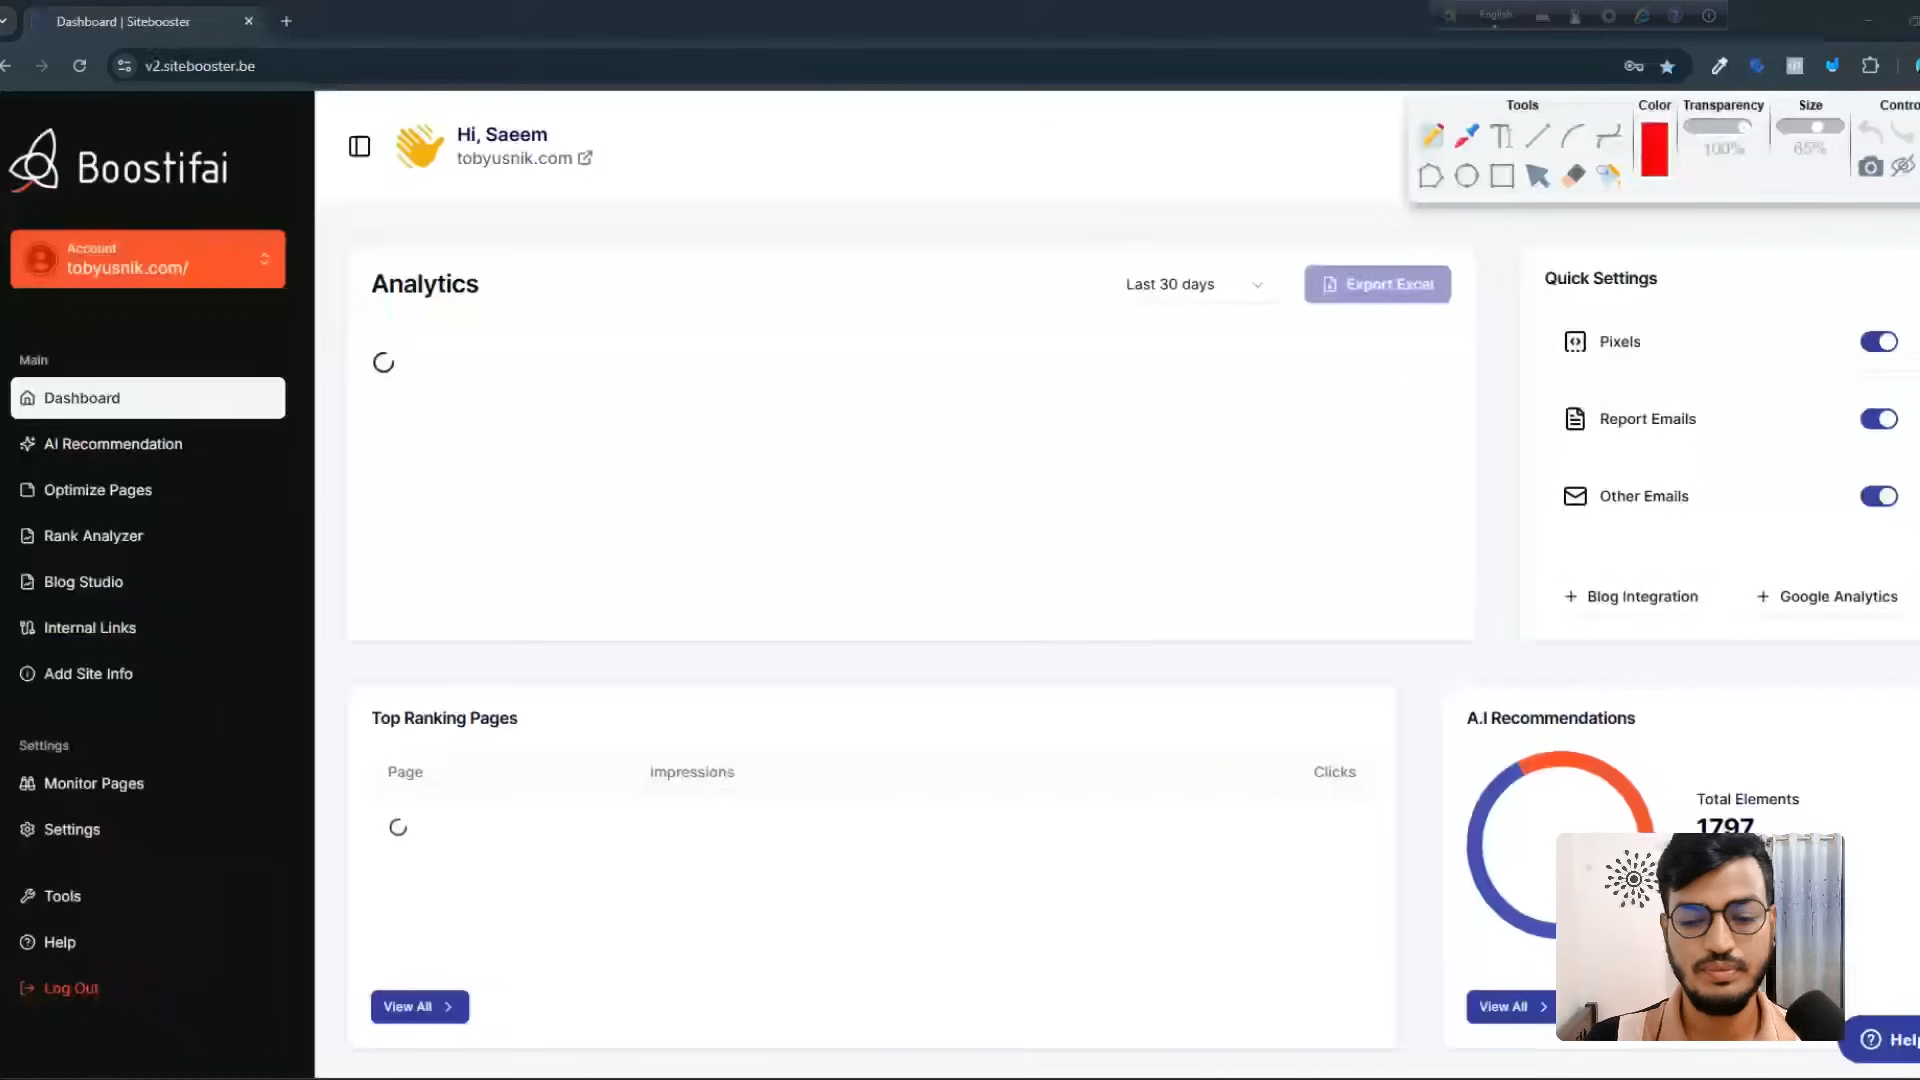 Dashboard | Sitebooster
English
v2.sitebooster.be
Tools
Color
Transparency
Size
Contro
100%
65%
Boostifai
Hi, Saeem
tobyusnik.com
Account
tobyusnik.com/
Main
Dashboard
AI Recommendation
Optimize Pages
Rank Analyzer
Blog Studio
Internal Links
Add Site Info
Settings
Monitor Pages
Settings
Tools
Help
Log Out
Analytics
Last 30 days
Export Excel
Quick Settings
Pixels
Report Emails
Other Emails
+ Blog Integration
+ Google Analytics
Top Ranking Pages
Page
Impressions
Clicks
View All
A.I Recommendations
Total Elements
1797
View All
Help